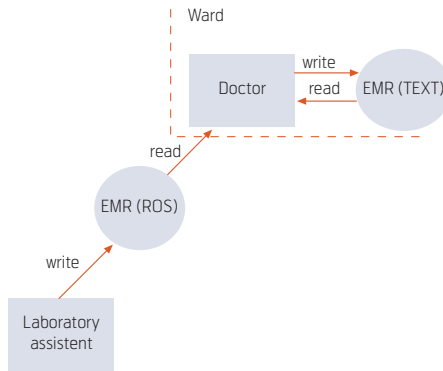 Ward
write
Doctor
EMR (TEXT)
read
read
EMR (ROS)
write
Laboratory
assistent